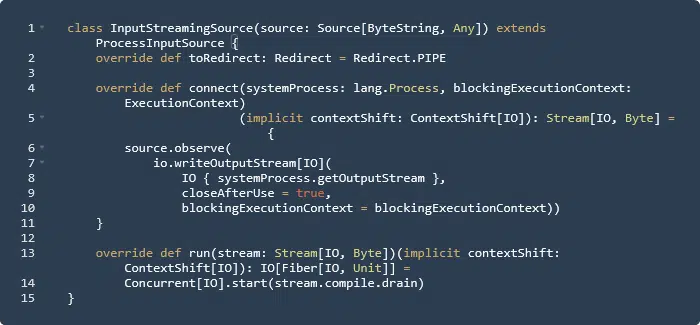 1 class InputStreamingSource(source: Source[ByteString, Any]) extends
ProcessInputSource {
2 override def toRedirect: Redirect = Redirect.PIPE
3
4 override def connect(systemProcess: lang.Process, blockingExecutionContext:
ExecutionContext)
5 (implicit contextShift: ContextShift[IO]): Stream[IO, Byte] =
{
6 source.observe(
7 io.writeOutputStream[IO](
8 IO { systemProcess.getOutputStream },
9 closeAfterUse = true,
10 blockingExecutionContext = blockingExecutionContext))
11 }
12
13 override def run(stream: Stream[IO, Byte])(implicit contextShift:
ContextShift[IO]): IO[Fiber[IO, Unit]] =
14 Concurrent[IO].start(stream.compile.drain)
15 }